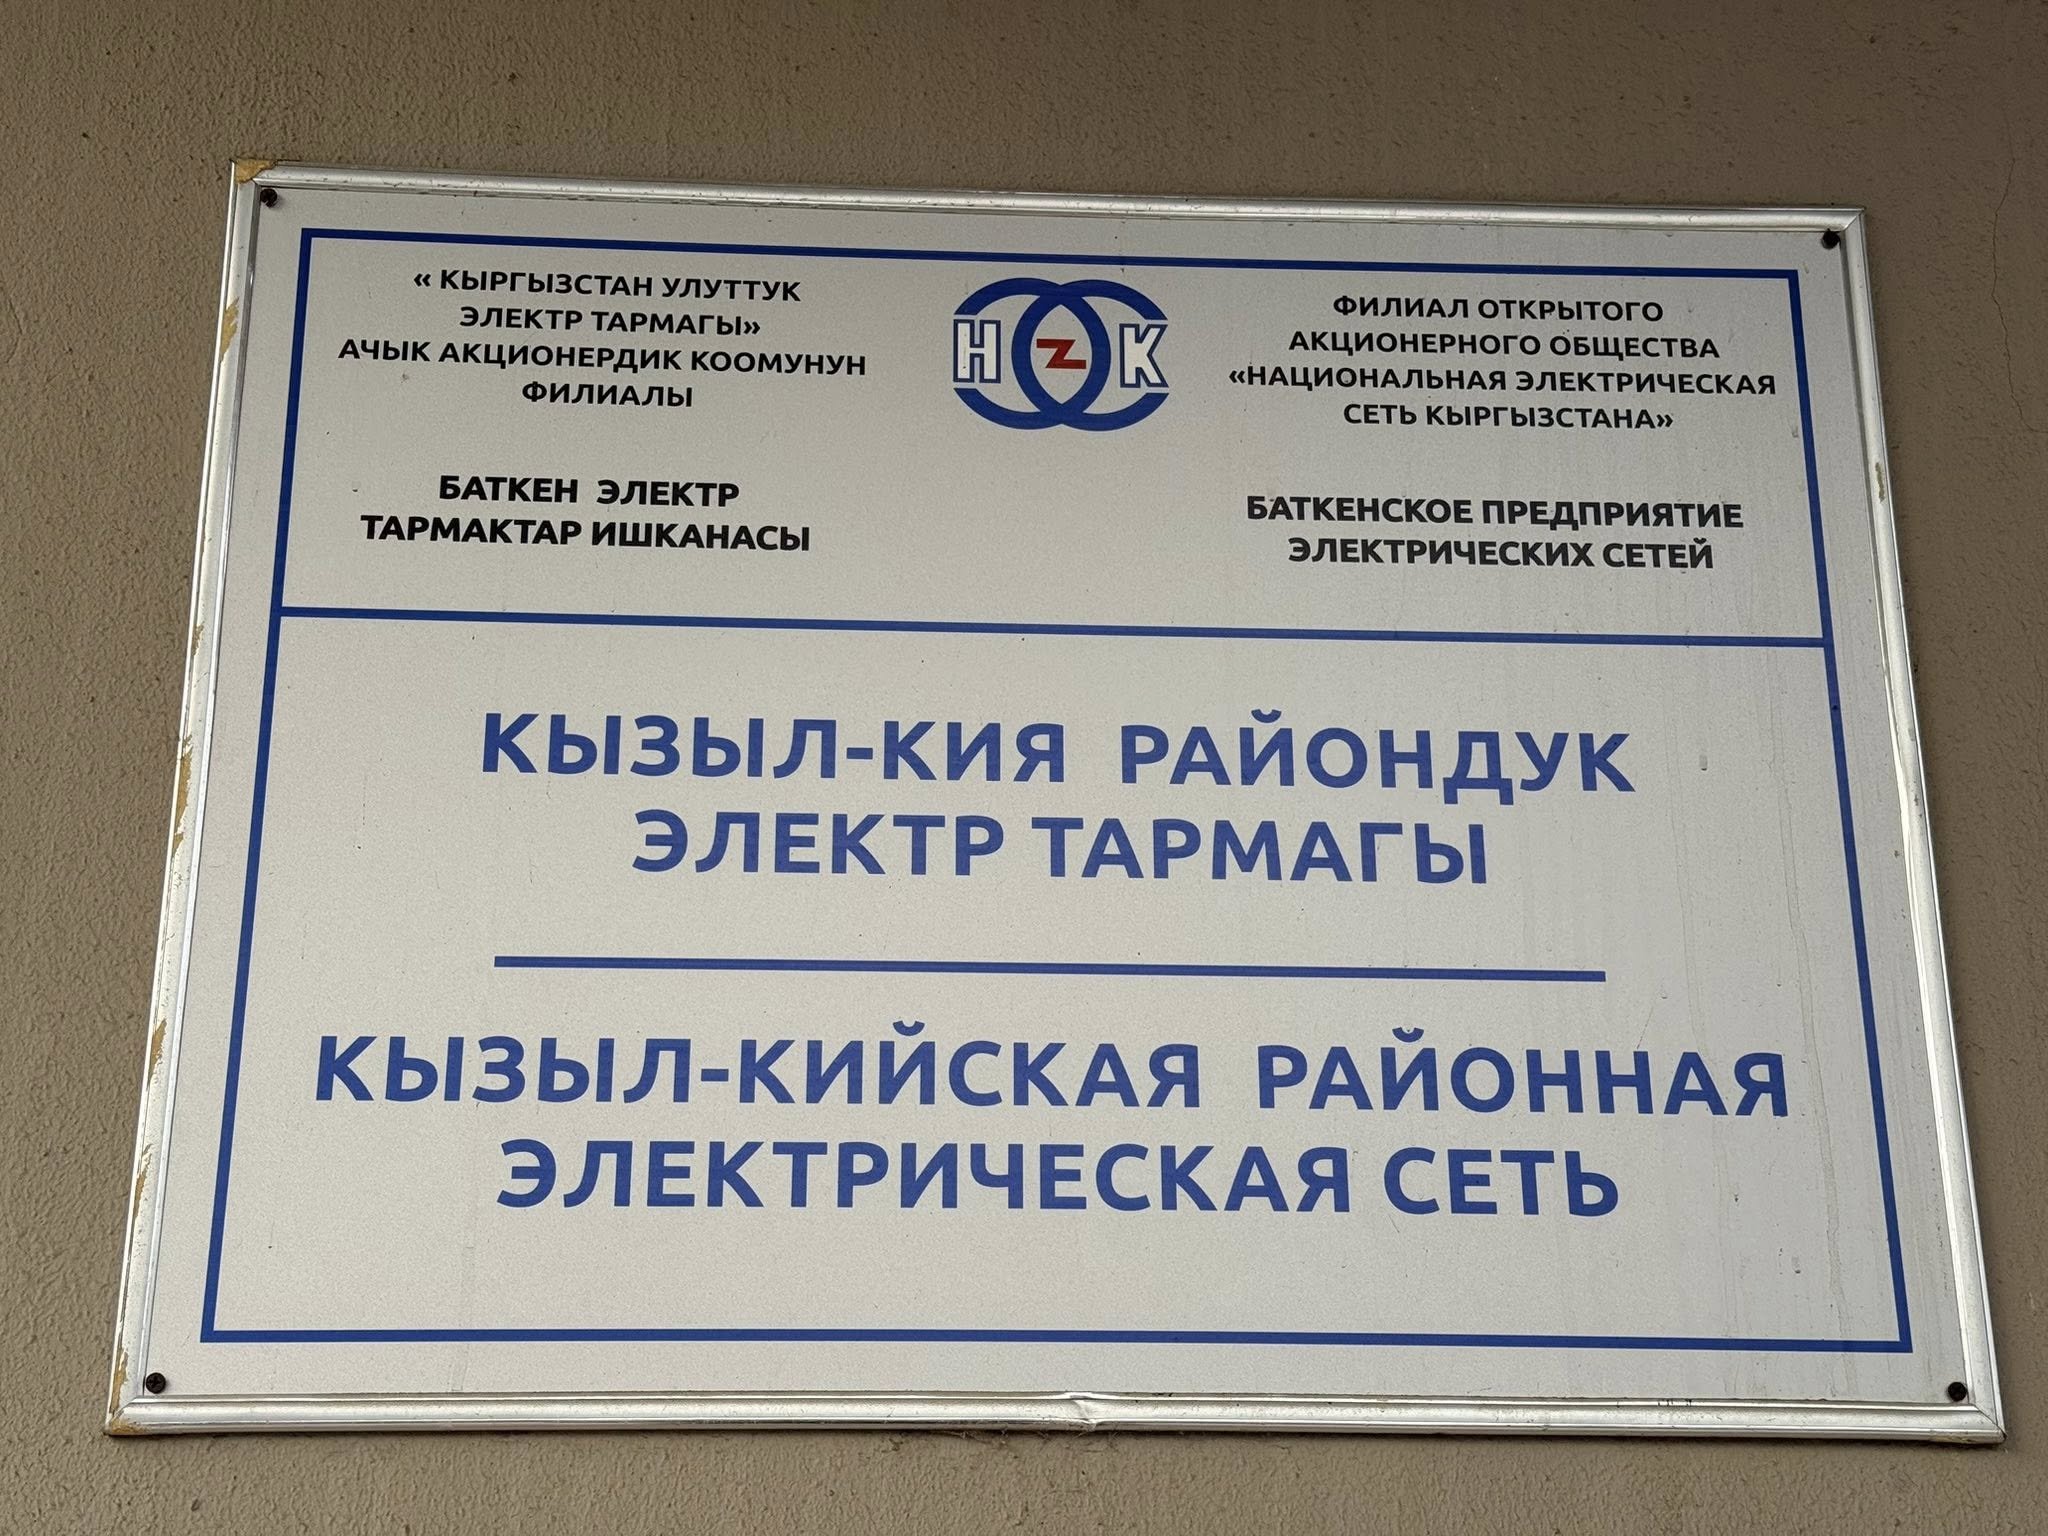 « КЫРГЫЗСТАН УЛУТТУК
ЭЛЕКТР ТАРМАГЫ»
АЧЫК АКЦИОНЕРДИК КООМУНУН
ФИЛИАЛЫ
БАТКЕН ЭЛЕКТР
ТАРМАКТАР ИШКАНАСЫ
Н К
ФИЛИАЛ ОТКРЫТОГО
АКЦИОНЕРНОГО ОБЩЕСТВА
«НАЦИОНАЛЬНАЯ ЭЛЕКТРИЧЕСКАЯ
СЕТЬ КЫРГЫЗСТАНА»
БАТКЕНСКОЕ ПРЕДПРИЯТИЕ
ЭЛЕКТРИЧЕСКИХ СЕТЕЙ
КЫЗЫЛ-КИЯ РАЙОНДУК
ЭЛЕКТР ТАРМАГЫ
КЫЗЫЛ-КИЙСКАЯ РАЙОННАЯ
ЭЛЕКТРИЧЕСКАЯ СЕТЬ